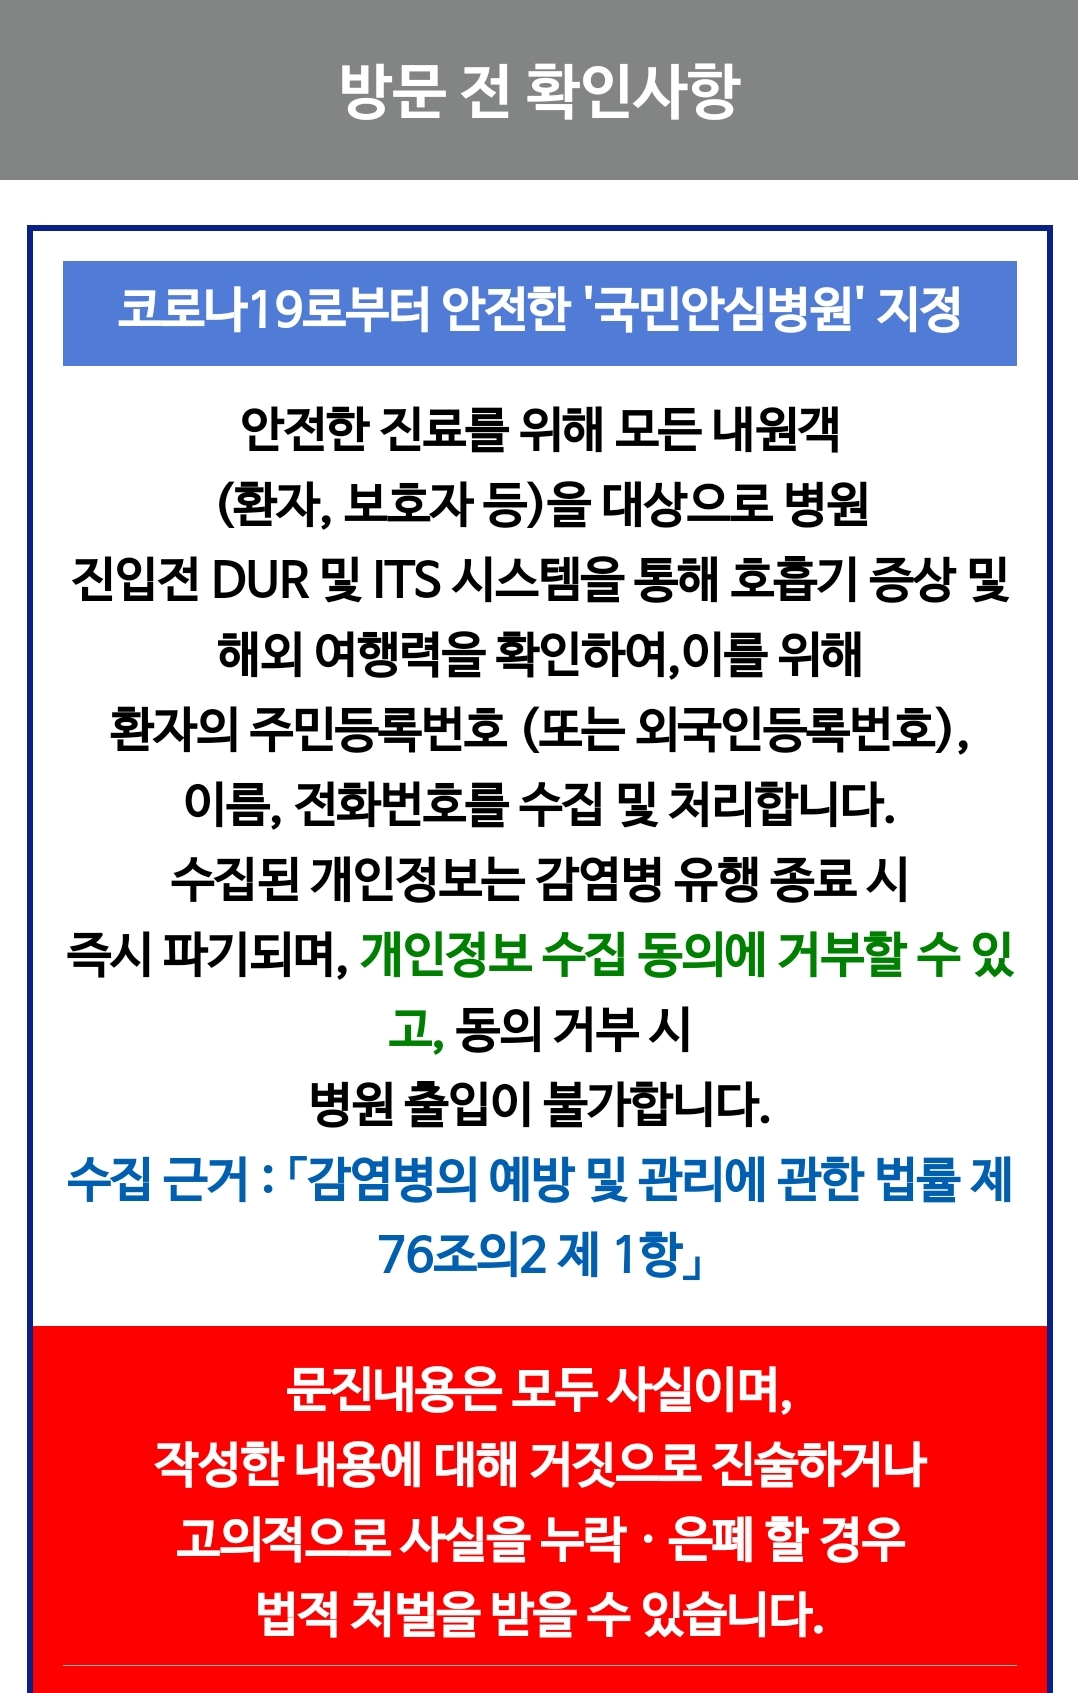 방문 전 확인사항
코로나19로부터 안전한 '국민안심병원' 지정
안전한 진료를 위해 모든 내원객
(환자, 보호자 등)을 대상으로 병원
진입전 DUR 및 ITS 시스템을 통해 호흡기 증상 및
해외 여행력을 확인하여,이를 위해
환자의 주민등록번호 (또는 외국인등록번호),
이름, 전화번호를 수집 및 처리합니다.
수집된 개인정보는 감염병 유행 종료 시
즉시 파기되며, 개인정보 수집 동의에 거부할 수 있
고, 동의 거부 시
병원 출입이 불가합니다.
수집 근거 : 「감염병의 예방 및 관리에 관한 법률 제
76조의2 제 1항」
문진내용은 모두 사실이며,
작성한 내용에 대해 거짓으로 진술하거나
고의적으로 사실을 누락 · 은폐 할 경우
법적 처벌을 받을 수 있습니다.